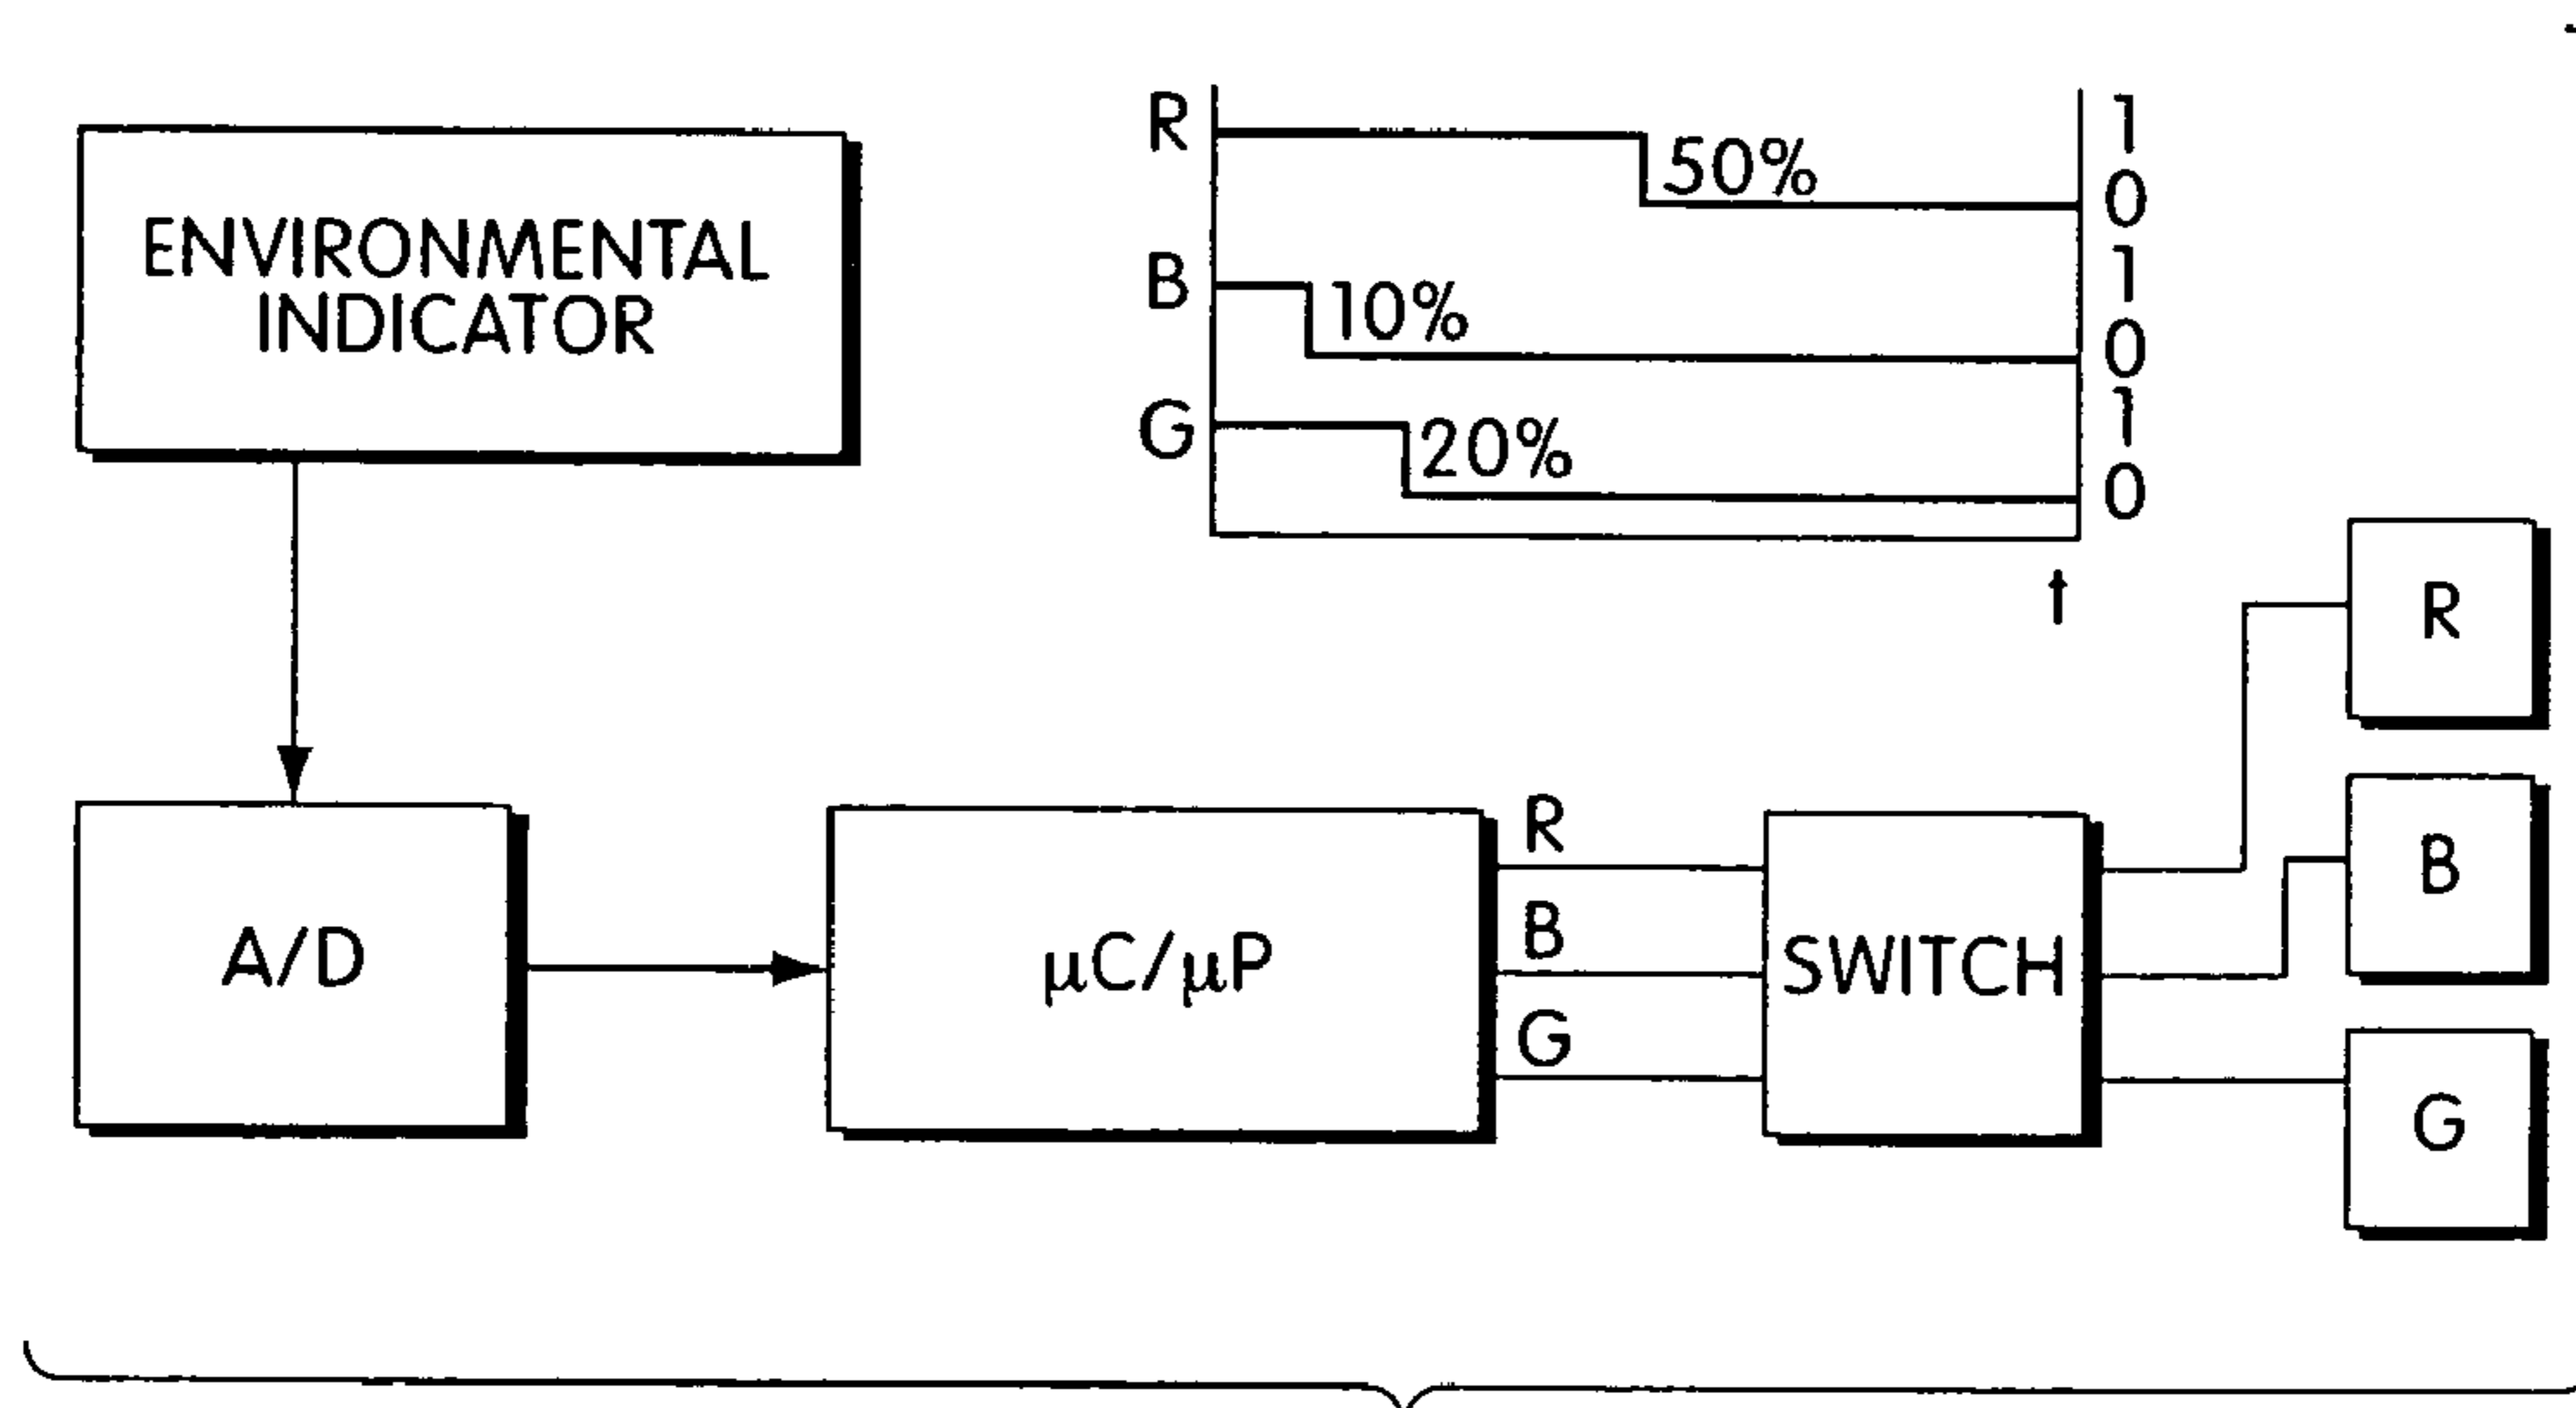 ENVIRONMENTAL
INDICATOR
R
50%
1
0
B
10%
1
0
G
20%
1
0
t
A/D
μC/μP
R
B
G
SWITCH
R
B
G